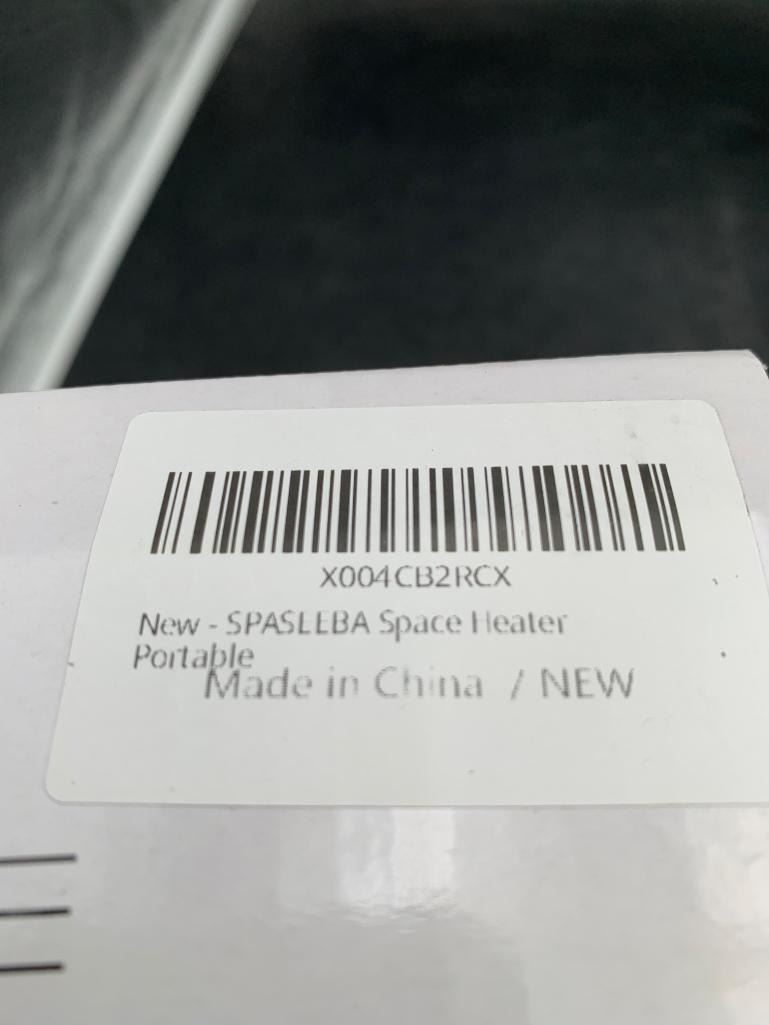 X004CB2RCX
New - SPASLEBA Space Heater
Portable
Made in China / NEW